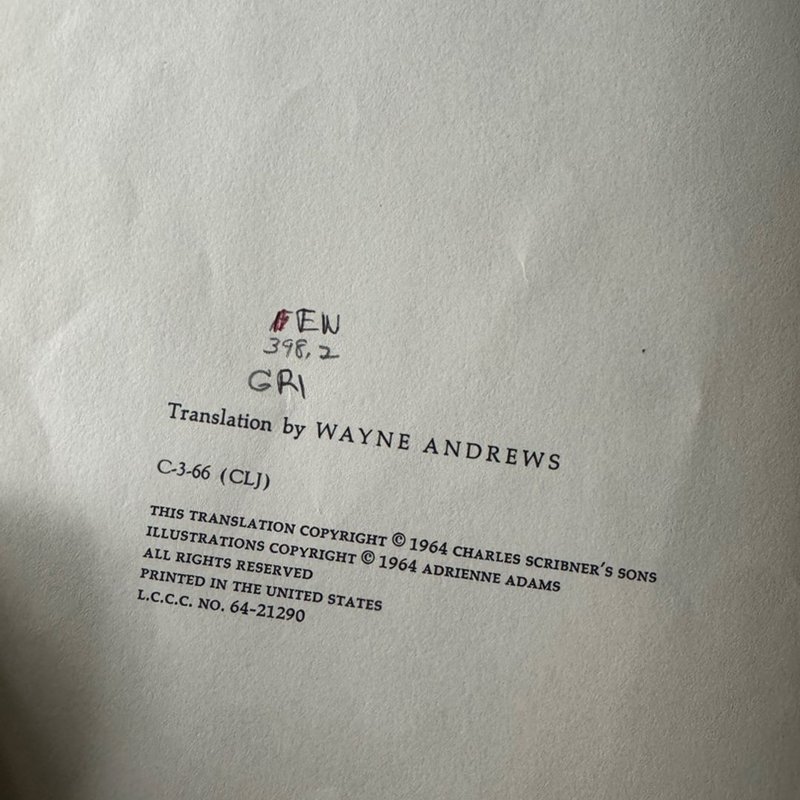 EW
398.2
GRI
Translation by WAYNE ANDREWS
C-3-66 (CLJ)
THIS TRANSLATION COPYRIGHT © 1964 CHARLES SCRIBNER'S SONS
ILLUSTRATIONS COPYRIGHT © 1964 ADRIENNE ADAMS
ALL RIGHTS RESERVED
PRINTED IN THE UNITED STATES
L.C.C.C. NO. 64-21290